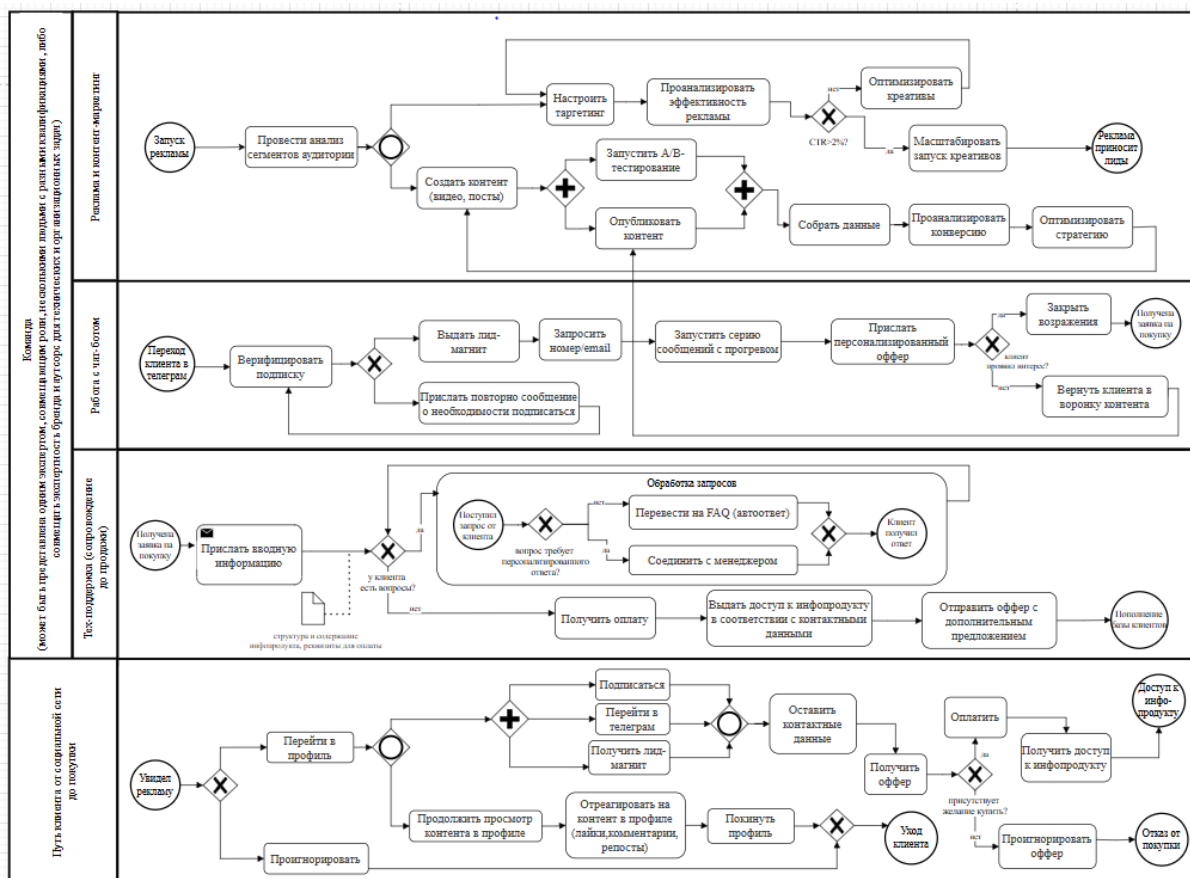 Команда
(может быть представлена одним экспертом, совмещающим роли, несколькими людьми с разными квалификациями, либо
совмещать экспертность бренда и аутсорс для технических и организационных задач)
Реклама и контент-маркетинг
Запуск
рекламы
Провести анализ
сегментов аудитории
Настроить
таргетинг
Проанализировать
эффективность
рекламы
CTR>2%?
нет
Оптимизировать
креативы
да
Масштабировать
запуск креативов
Реклама
приносит
лиды
Создать контент
(видео, посты)
Запустить A/B-
тестирование
Опубликовать
контент
Собрать данные
Проанализировать
конверсию
Оптимизировать
стратегию
Работа с чат-ботом
Переход
клиента в
телеграм
Верифицировать
подписку
Выдать лид-
магнит
Запросить
номер/email
Прислать повторно сообщение
о необходимости подписаться
Запустить серию
сообщений с прогревом
Прислать
персонализированный
оффер
клиент
проявил интерес?
да
Закрыть
возражения
Получена
заявка на
покупку
нет
Вернуть клиента в
воронку контента
Тех-поддержка (сопровождение
до продажи)
Получена
заявка на
покупку
Прислать вводную
информацию
структура и содержание
инфопродукта, реквизиты для оплаты
у клиента
есть вопросы?
да
Обработка запросов
Поступил
запрос от
клиента
вопрос требует
персонализированного
ответа?
нет
Перевести на FAQ (автоответ)
да
Соединить с менеджером
Клиент
получил
ответ
нет
Получить оплату
Выдать доступ к инфопродукту
в соответствии с контактными
данными
Отправить оффер с
дополнительным
предложением
Пополнение
базы клиентов
Путь клиента от социальной сети
до покупки
Увидел
рекламу
Перейти в
профиль
Подписаться
Перейти в
телеграм
Получить лид-
магнит
Оставить
контактные
данные
Получить
оффер
присутствует
желание купить?
да
Оплатить
Получить доступ
к инфопродукту
Доступ к
инфо-
продукту
Продолжить просмотр
контента в профиле
Отреагировать на
контент в профиле
(лайки,комментарии,
репосты)
Покинуть
профиль
Уход
клиента
нет
Проигнорировать
оффер
Отказ от
покупки
Проигнорировать